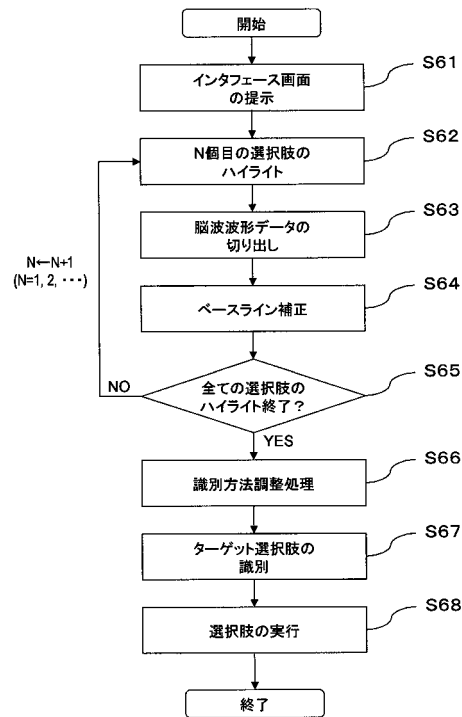 開始
インタフェース画面
の提示
S61
N個目の選択肢の
ハイライト
S62
脳波波形データの
切り出し
S63
N←N+1
(N=1, 2, ･･･)
ベースライン補正
S64
全ての選択肢の
ハイライト終了？
S65
NO
YES
識別方法調整処理
S66
ターゲット選択肢の
識別
S67
選択肢の実行
S68
終了